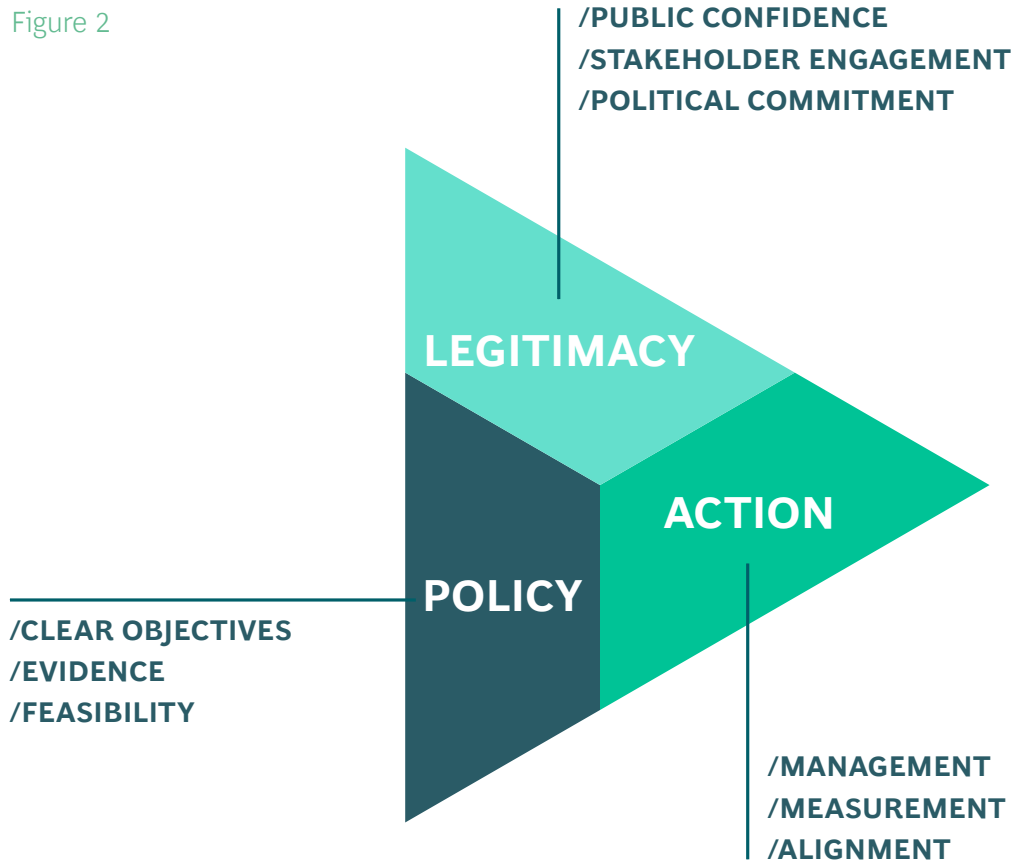 Figure 2
/PUBLIC CONFIDENCE
/STAKEHOLDER ENGAGEMENT
/POLITICAL COMMITMENT
LEGITIMACY
ACTION
POLICY
/CLEAR OBJECTIVES
/EVIDENCE
/FEASIBILITY
/MANAGEMENT
/MEASUREMENT
/ALIGNMENT